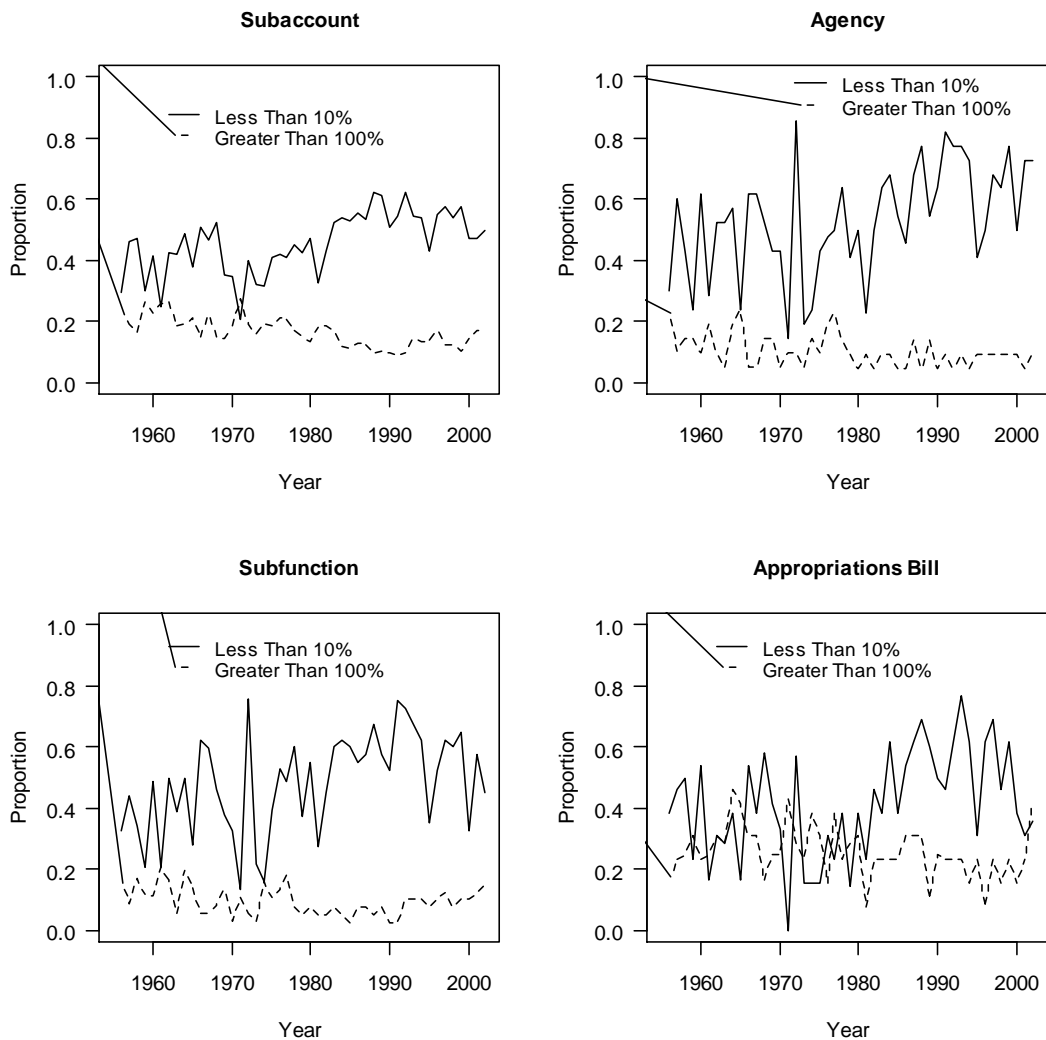 Subaccount
1.0
0.8
0.6
0.4
0.2
0.0
Proportion
Less Than 10%
Greater Than 100%
1960 1970 1980 1990 2000
Year
Agency
1.0
0.8
0.6
0.4
0.2
0.0
Proportion
Less Than 10%
Greater Than 100%
1960 1970 1980 1990 2000
Year
Subfunction
1.0
0.8
0.6
0.4
0.2
0.0
Proportion
Less Than 10%
Greater Than 100%
1960 1970 1980 1990 2000
Year
Appropriations Bill
1.0
0.8
0.6
0.4
0.2
0.0
Proportion
Less Than 10%
Greater Than 100%
1960 1970 1980 1990 2000
Year